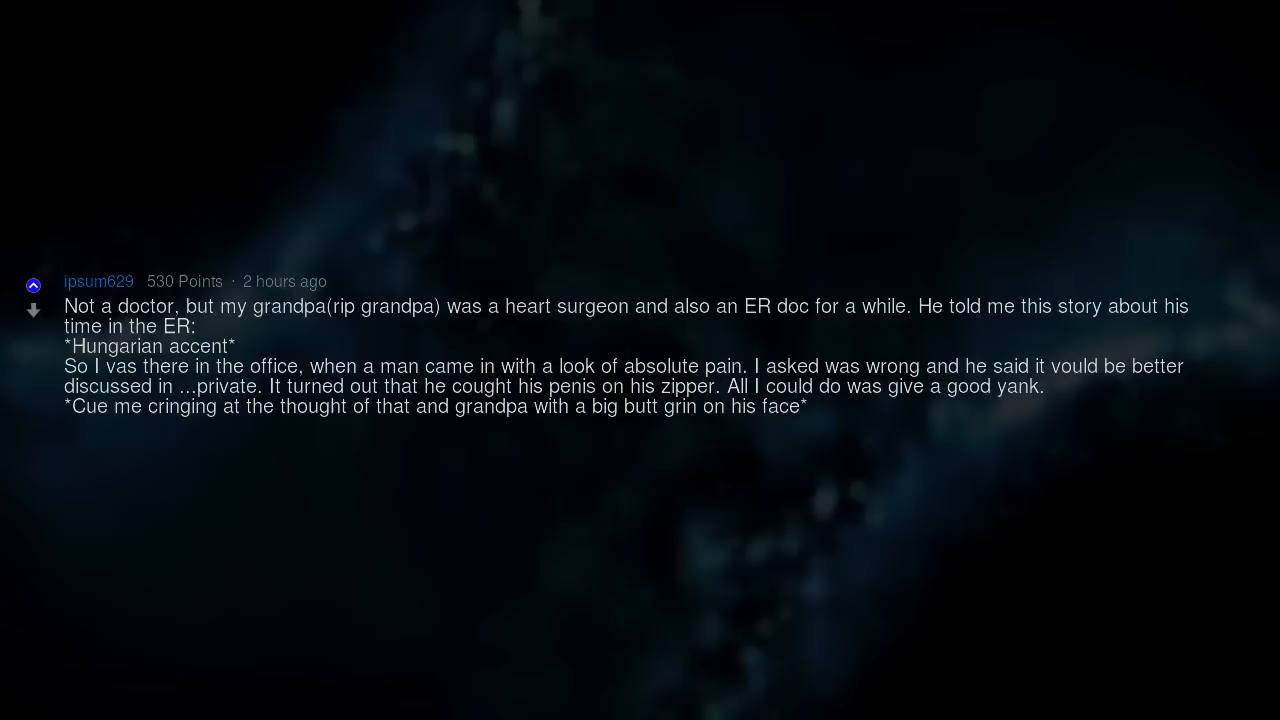 ipsum629 530 Points · 2 hours ago
Not a doctor, but my grandpa(rip grandpa) was a heart surgeon and also an ER doc for a while. He told me this story about his
time in the ER:
*Hungarian accent*
So I vas there in the office, when a man came in with a look of absolute pain. I asked was wrong and he said it vould be better
discussed in ...private. It turned out that he cought his penis on his zipper. All I could do was give a good yank.
*Cue me cringing at the thought of that and grandpa with a big butt grin on his face*